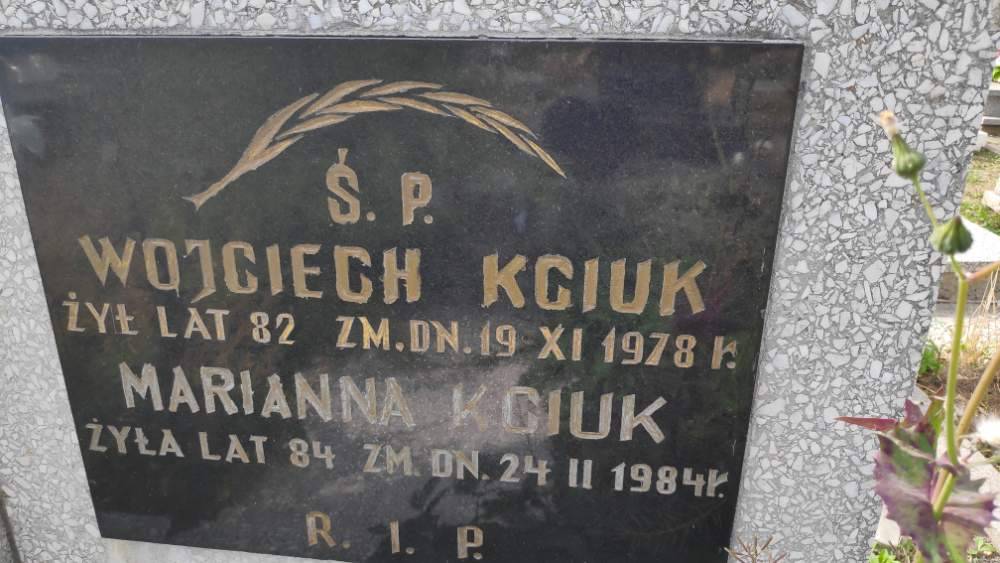 Ś. P.
WOJCIECH KCIUK
ŻYŁ LAT 82 ZM. DN. 19 XI 1978 R.
MARIANNA KCIUK
ŻYŁA LAT 84 ZM. DN. 24 II 1984 R.
R. I. P.